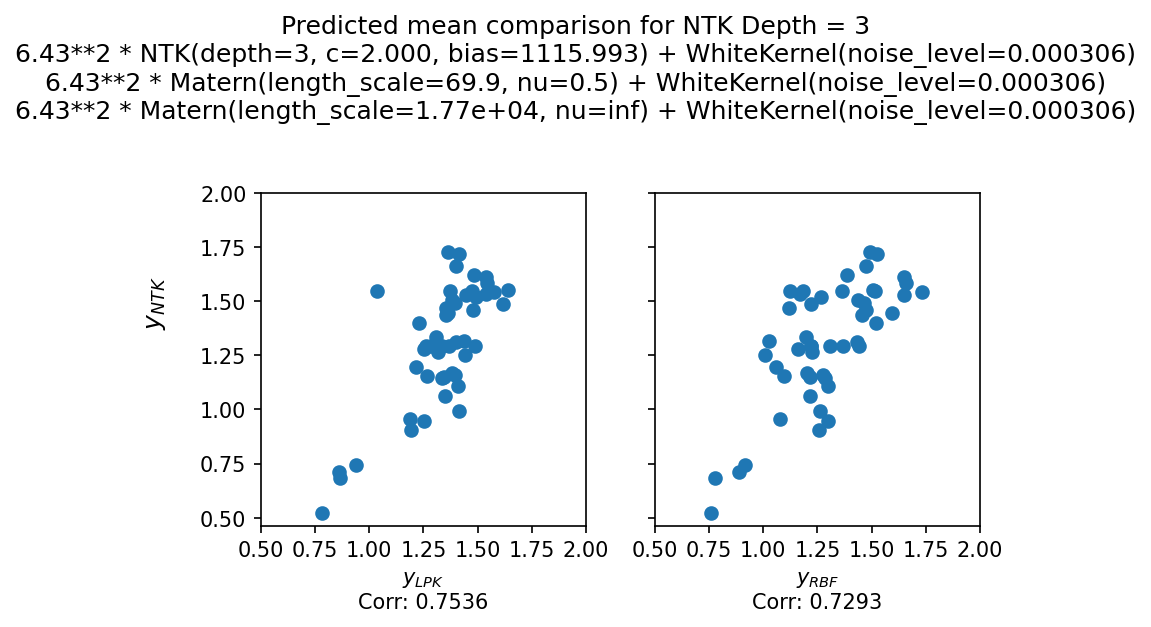 Predicted mean comparison for NTK Depth = 3
6.43**2 * NTK(depth=3, c=2.000, bias=1115.993) + WhiteKernel(noise_level=0.000306)
6.43**2 * Matern(length_scale=69.9, nu=0.5) + WhiteKernel(noise_level=0.000306)
6.43**2 * Matern(length_scale=1.77e+04, nu=inf) + WhiteKernel(noise_level=0.000306)
2.00
1.75
1.50
1.25
1.00
0.75
0.50
y_NTK
0.50 0.75 1.00 1.25 1.50 1.75 2.00
y_LPK
Corr: 0.7536
0.50 0.75 1.00 1.25 1.50 1.75 2.00
y_RBF
Corr: 0.7293